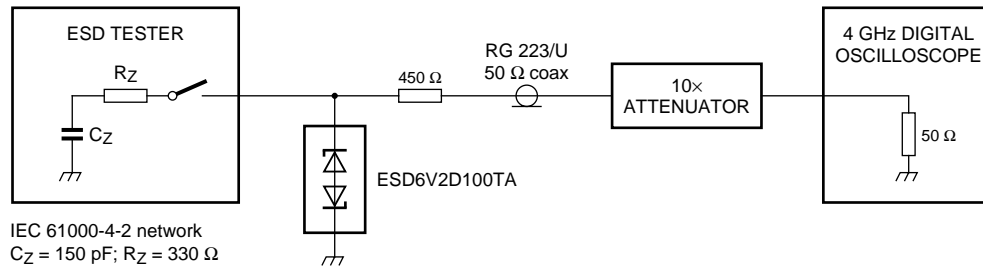 ESD TESTER
RZ
CZ
IEC 61000-4-2 network
CZ = 150 pF; RZ = 330 Ω
450 Ω
RG 223/U
50 Ω coax
ESD6V2D100TA
10×
ATTENUATOR
4 GHz DIGITAL
OSCILLOSCOPE
50 Ω